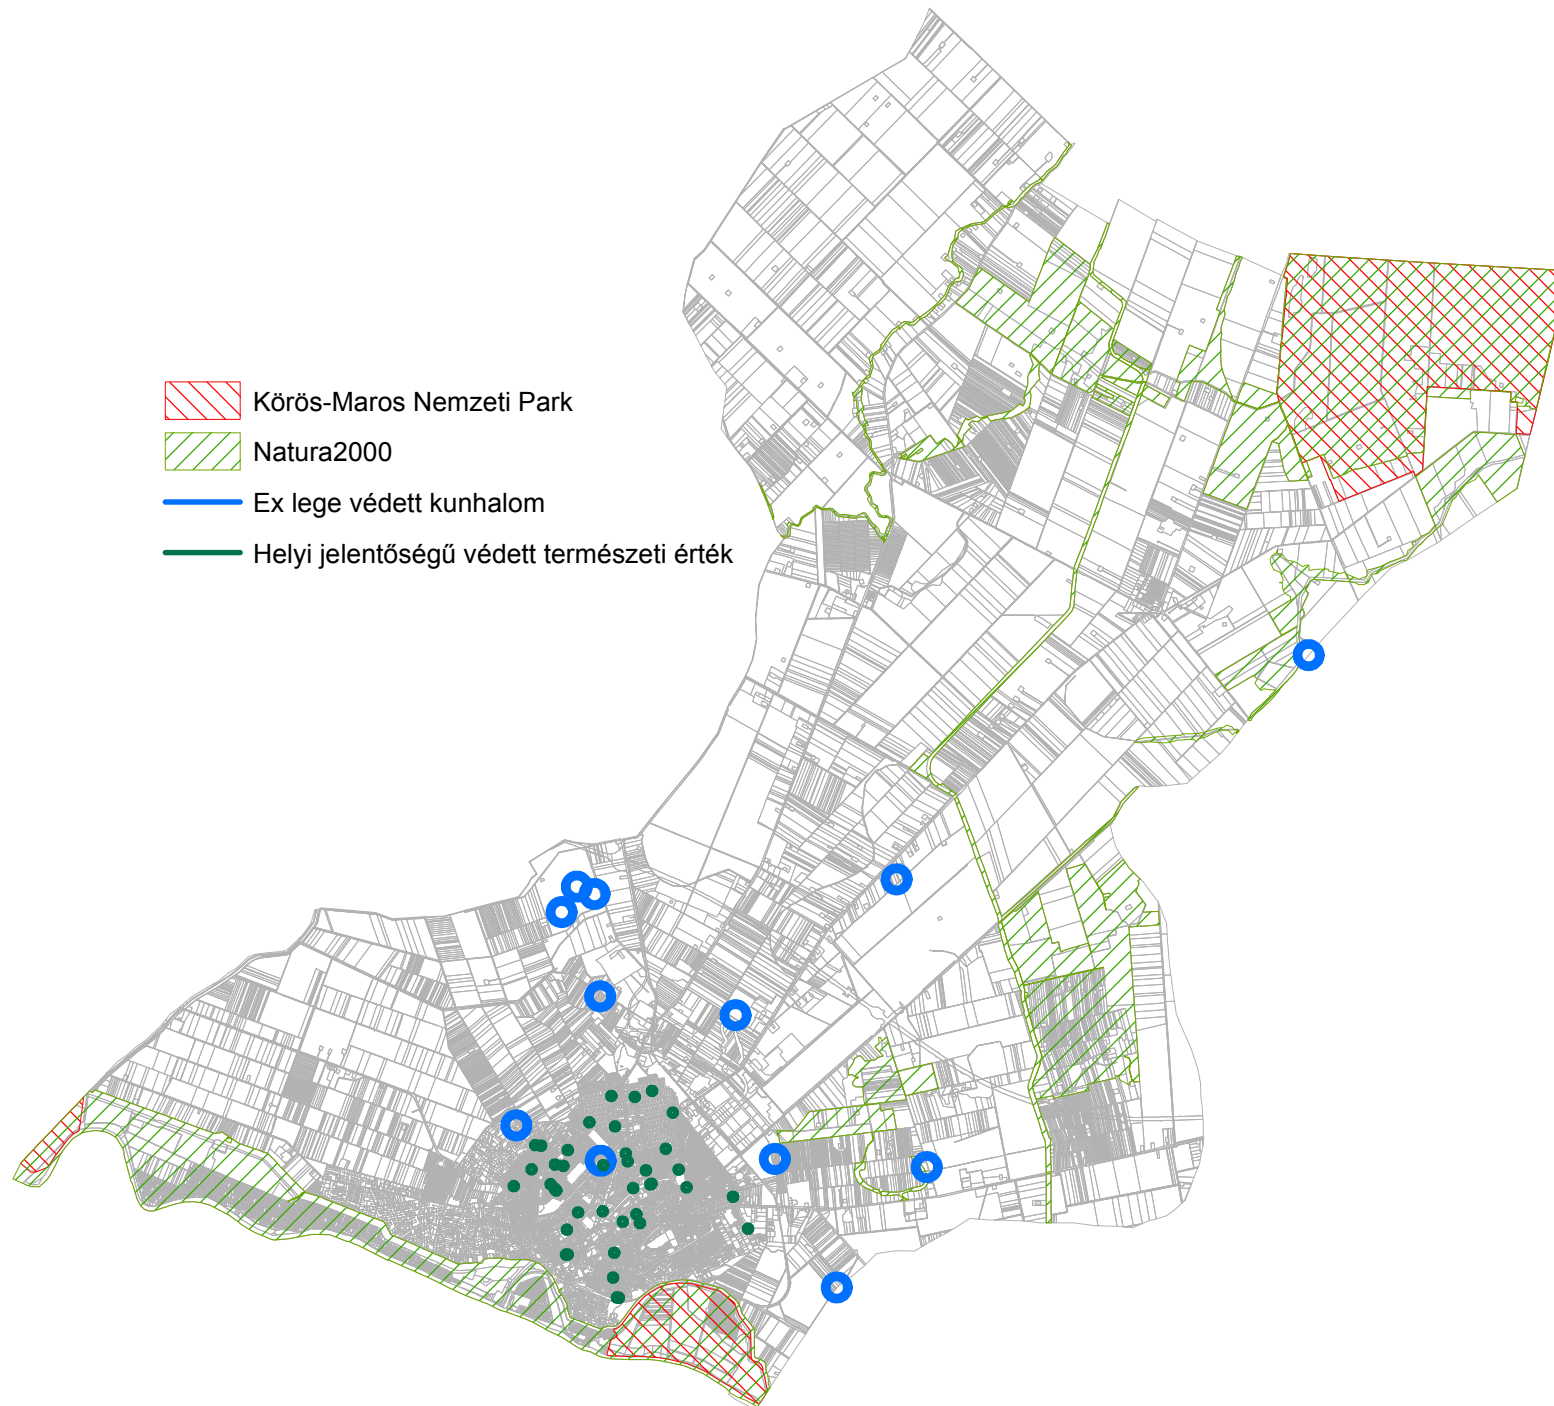 Körös-Maros Nemzeti Park
Natura2000
Ex lege védett kunhalom
Helyi jelentőségű védett természeti érték